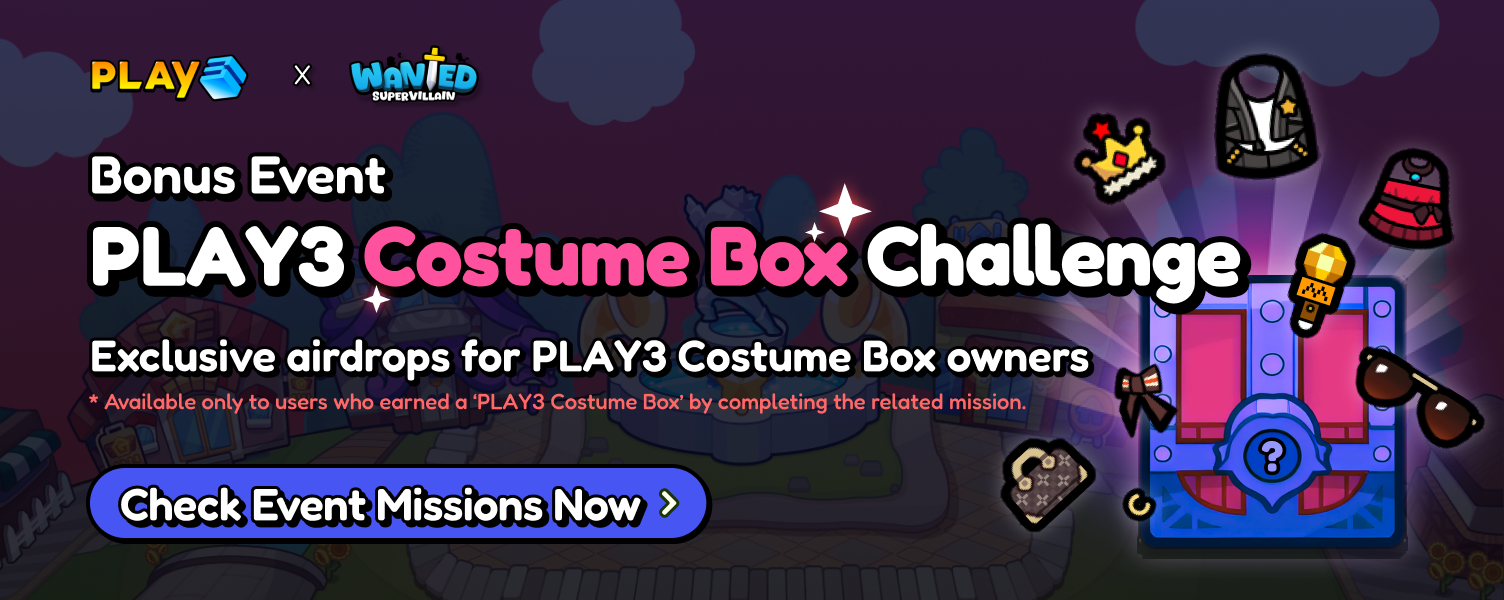 PLAY3 X WANTED SUPERVILLAIN
Bonus Event
PLAY3 Costume Box Challenge
Exclusive airdrops for PLAY3 Costume Box owners
* Available only to users who earned a ‘PLAY3 Costume Box’ by completing the related mission.
Check Event Missions Now >
?